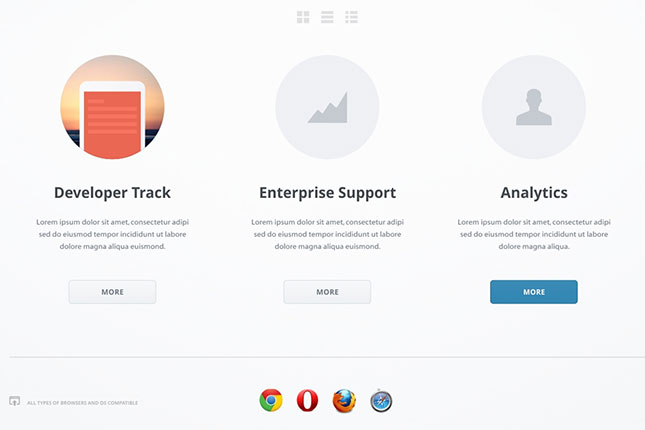 Developer Track
Lorem ipsum dolor sit amet, consectetur adipi
sed do eiusmod tempor incididunt ut labore
dolore magna aliqua euismond.
MORE
Enterprise Support
Lorem ipsum dolor sit amet, consectetur adipi
sed do eiusmod tempor incididunt ut labore
dolore magna aliqua euismond.
MORE
Analytics
Lorem ipsum dolor sit amet, consectetur adipi
sed do eiusmod tempor incididunt ut labore
dolore magna aliqua.
MORE
ALL TYPES OF BROWSERS AND OS COMPATIBLE